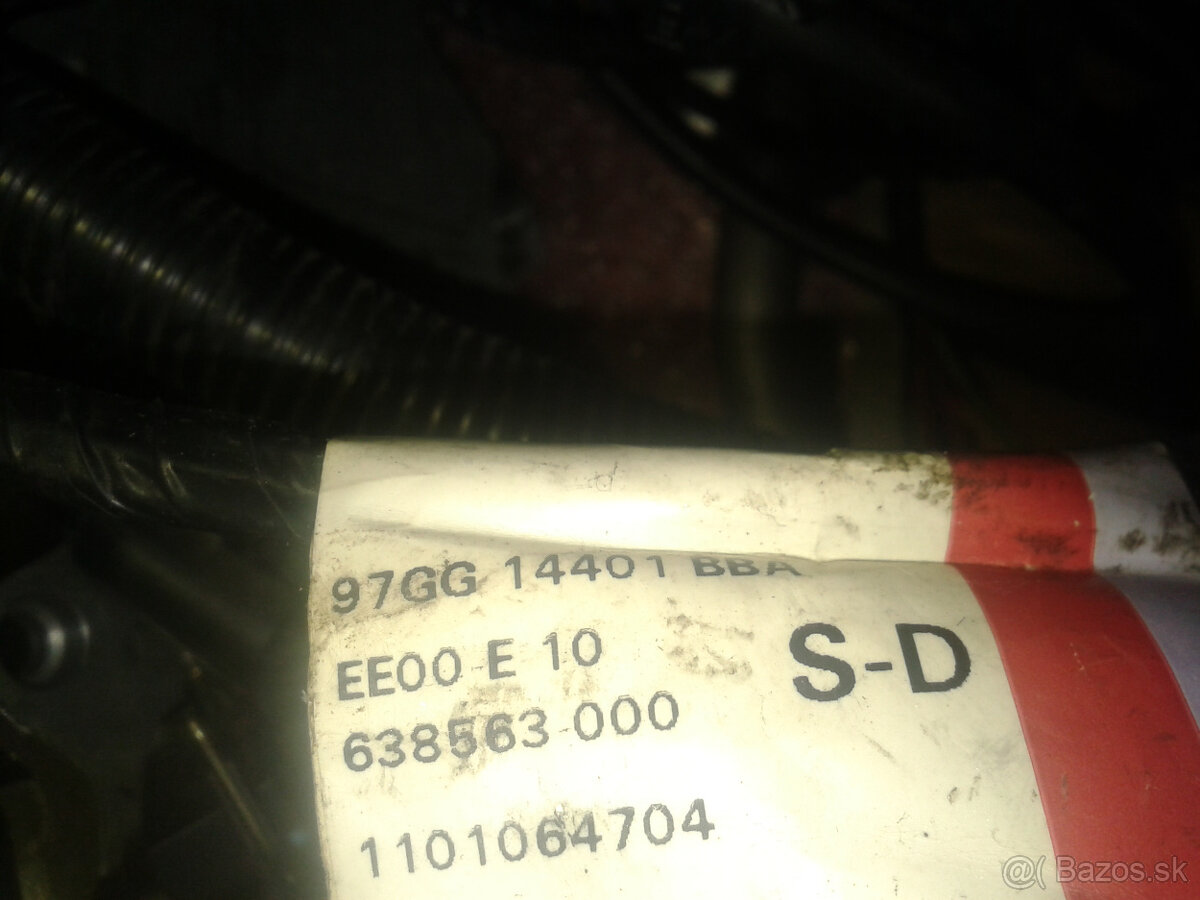 97GG 14401 BBA
EE00 E 10
S-D
638563 000
1101064704
@( Bazos.sk